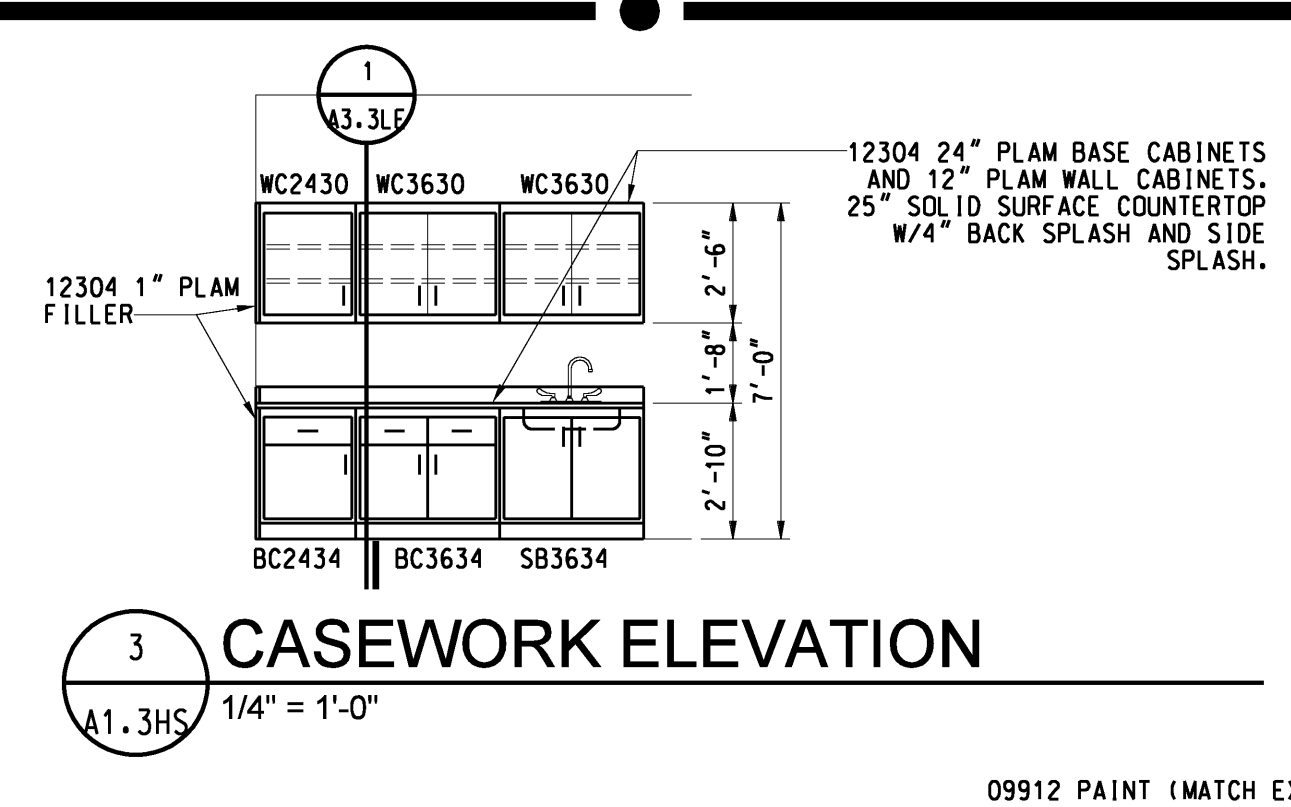 1
A3.3LE
12304 24" PLAM BASE CABINETS
AND 12" PLAM WALL CABINETS.
25" SOLID SURFACE COUNTERTOP
W/4" BACK SPLASH AND SIDE
SPLASH.
WC2430 WC3630 WC3630
12304 1" PLAM
FILLER
2'-6"
1'-8"
7'-0"
2'-10"
BC2434 BC3634 SB3634
3
A1.3HS
CASEWORK ELEVATION
1/4" = 1'-0"
09912 PAINT (MATCH